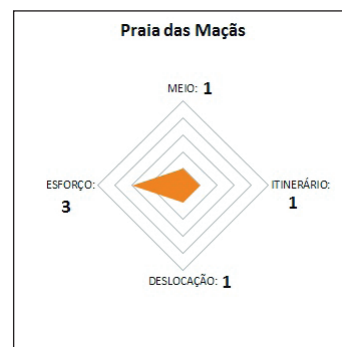 Praia das Maçãs
MEIO: 1
ESFORÇO: 3
ITINERÁRIO: 1
DESLOCAÇÃO: 1